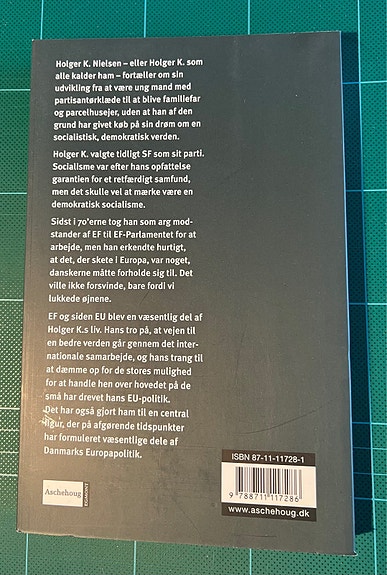 Holger K. Nielsen – eller Holger K. som
alle kalder ham – fortæller om sin
udvikling fra at være ung mand med
partisantørklæde til at blive familiefar
og parcelhusejer, uden at han af den
grund har givet køb på sin drøm om en
socialistisk, demokratisk verden.
Holger K. valgte tidligt SF som sit parti.
Socialisme var efter hans opfattelse
garantien for et retfærdigt samfund,
men det skulle vel at mærke være en
demokratisk socialisme.
Sidst i 70'erne tog han som arg mod-
stander af EF til EF-Parlamentet for at
arbejde, men han erkendte hurtigt,
at det, der skete i Europa, var noget,
danskerne måtte forholde sig til. Det
ville ikke forsvinde, bare fordi vi
lukkede øjnene.
EF og siden EU blev en væsentlig del af
Holger K.s liv. Hans tro på, at vejen til
en bedre verden går gennem det inter-
nationale samarbejde, og hans trang til
at dæmme op for de stores mulighed
for at handle hen over hovedet på de
små har drevet hans EU-politik.
Det har også gjort ham til en central
figur, der på afgørende tidspunkter
har formuleret væsentlige dele af
Danmarks Europapolitik.
Aschehoug
EGMONT
ISBN 87-11-11728-1
9 788711 117286
www.aschehoug.dk